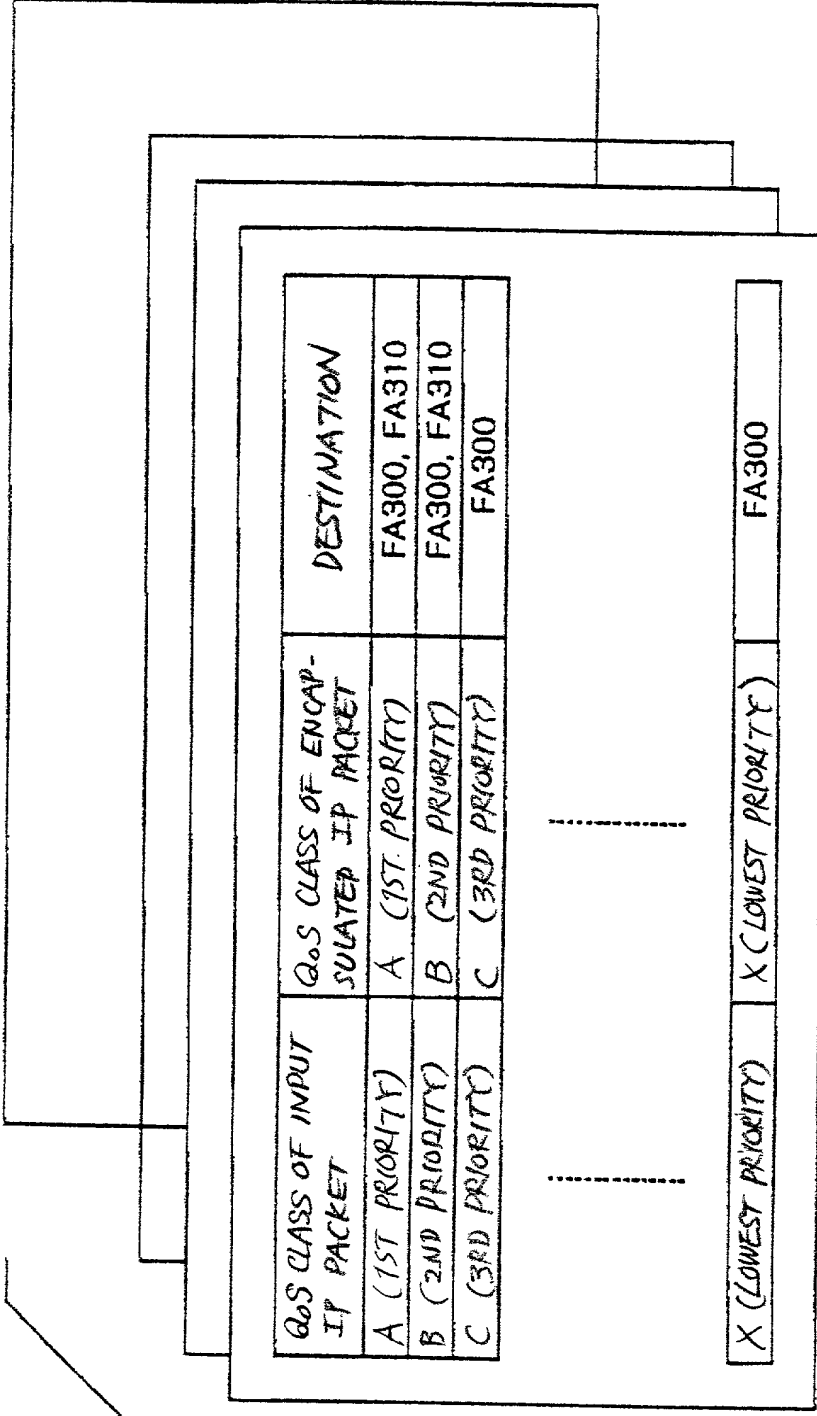 QoS CLASS OF INPUT
IP PACKET
QoS CLASS OF ENCAP-
SULATED IP PACKET
DESTINATION
A (1ST PRIORITY)
A (1ST. PRIORITY)
FA300, FA310
B (2ND PRIORITY)
B (2ND PRIORITY)
FA300, FA310
C (3RD PRIORITY)
C (3RD PRIORITY)
FA300
X (LOWEST PRIORITY)
X (LOWEST PRIORITY)
FA300